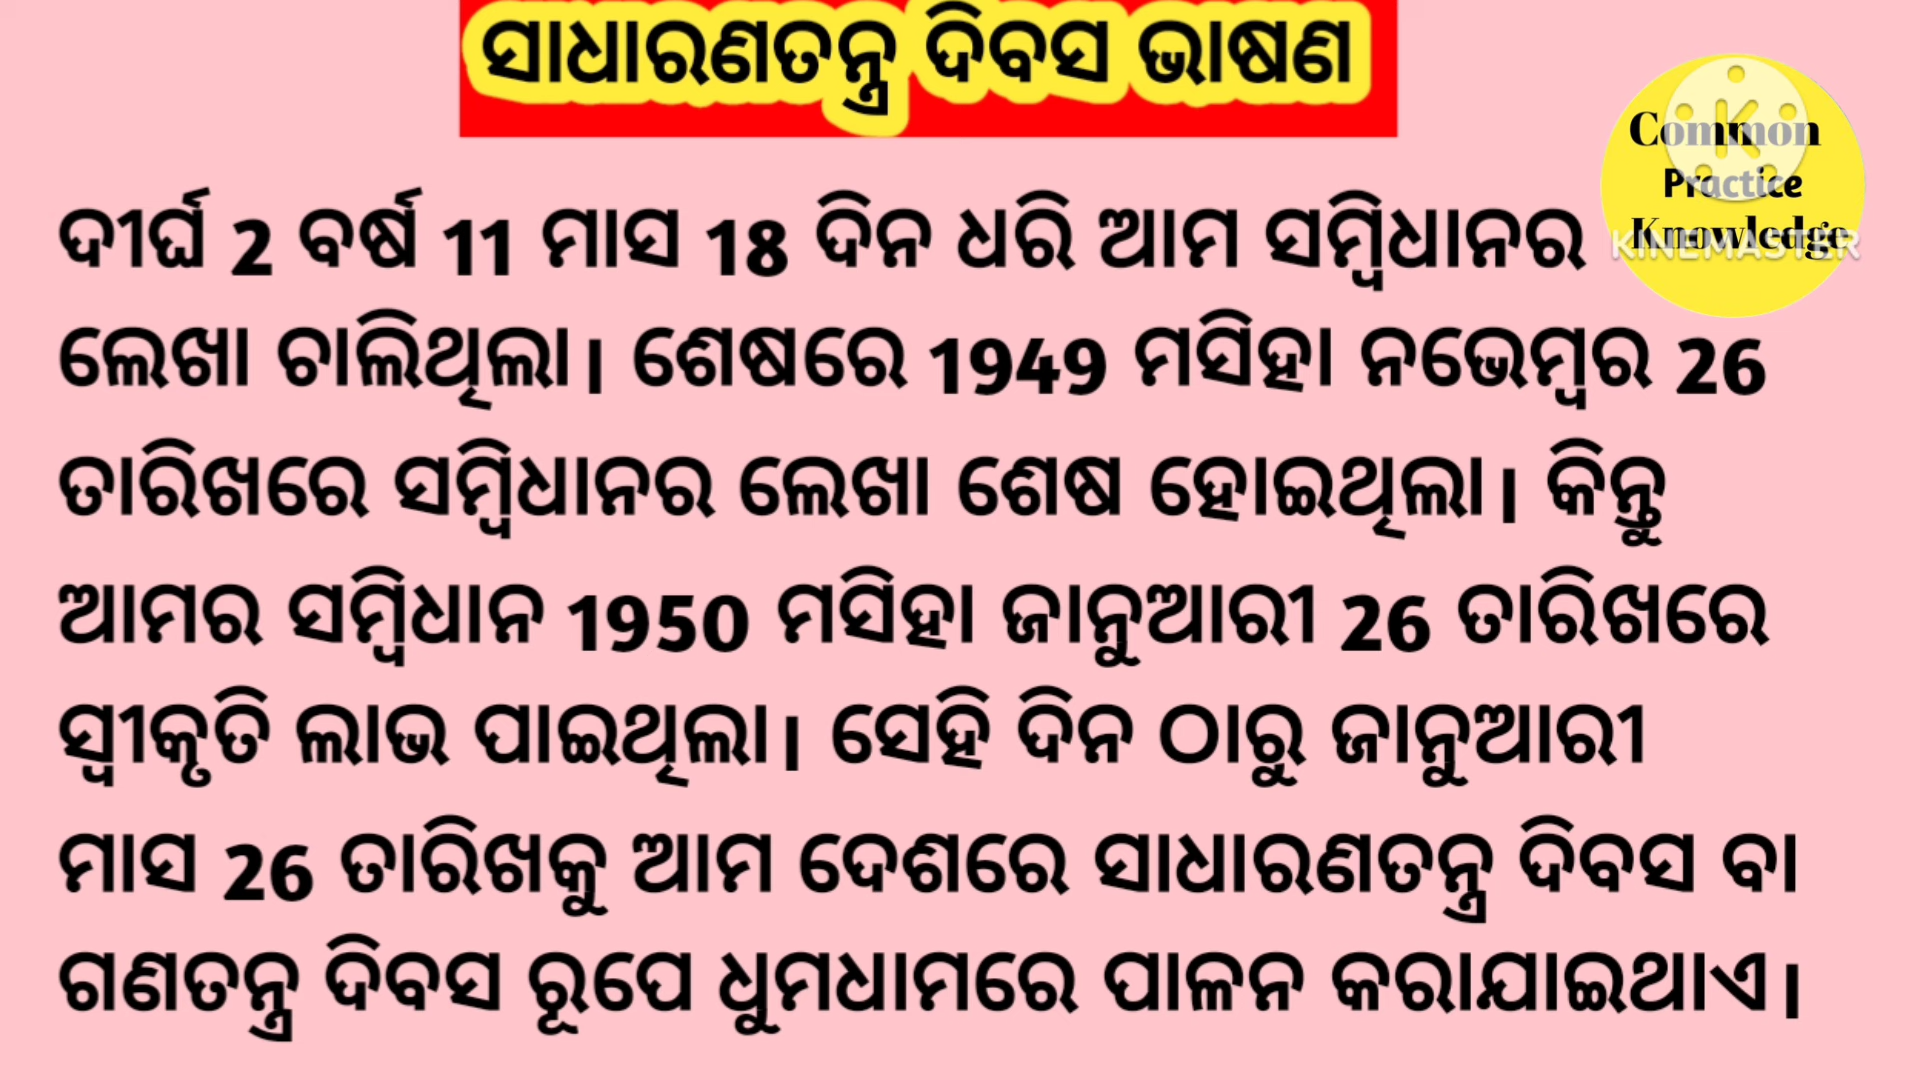 ସାଧାରଣତନ୍ତ୍ର ଦିବସ ଭାଷଣ
Common
Practice
Knowledge
KINEMASTER
ଦୀର୍ଘ 2 ବର୍ଷ 11 ମାସ 18 ଦିନ ଧରି ଆମ ସମ୍ବିଧାନର
ଲେଖା ଚାଲିଥିଲା। ଶେଷରେ 1949 ମସିହା ନଭେମ୍ବର 26
ତାରିଖରେ ସମ୍ବିଧାନର ଲେଖା ଶେଷ ହୋଇଥିଲା। କିନ୍ତୁ
ଆମର ସମ୍ବିଧାନ 1950 ମସିହା ଜାନୁଆରୀ 26 ତାରିଖରେ
ସ୍ୱୀକୃତି ଲାଭ ପାଇଥିଲା। ସେହି ଦିନ ଠାରୁ ଜାନୁଆରୀ
ମାସ 26 ତାରିଖକୁ ଆମ ଦେଶରେ ସାଧାରଣତନ୍ତ୍ର ଦିବସ ବା
ଗଣତନ୍ତ୍ର ଦିବସ ରୂପେ ଧୁମଧାମରେ ପାଳନ କରାଯାଇଥାଏ।